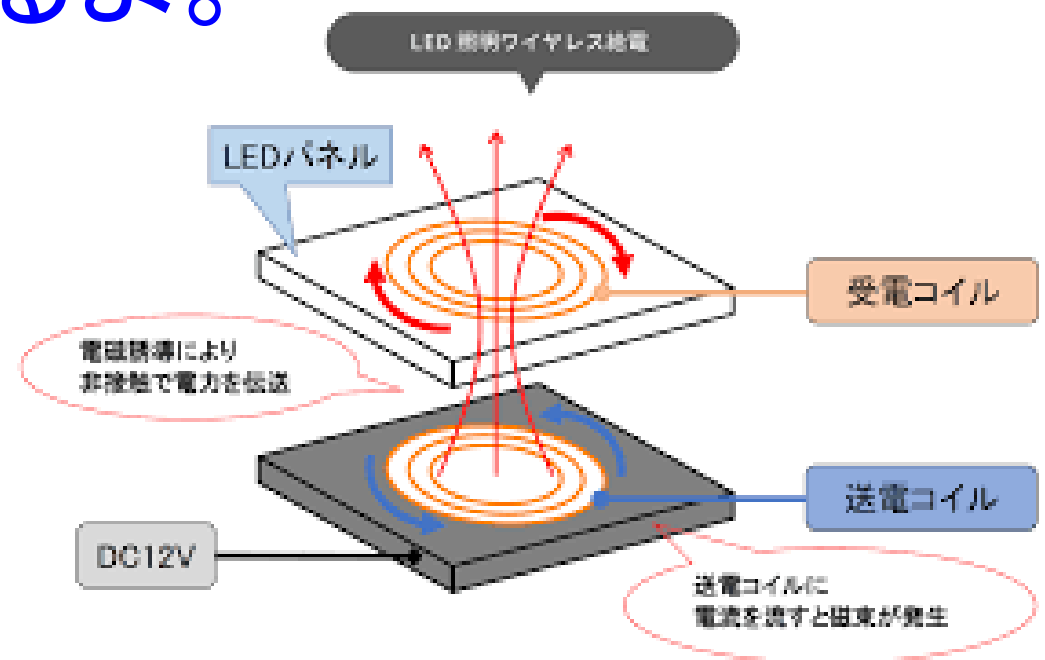 ます。
LED 照明ワイヤレス給電
LEDパネル
受電コイル
電磁誘導により
非接触で電力を伝送
送電コイル
DC12V
送電コイルに
電流を流すと磁束が発生